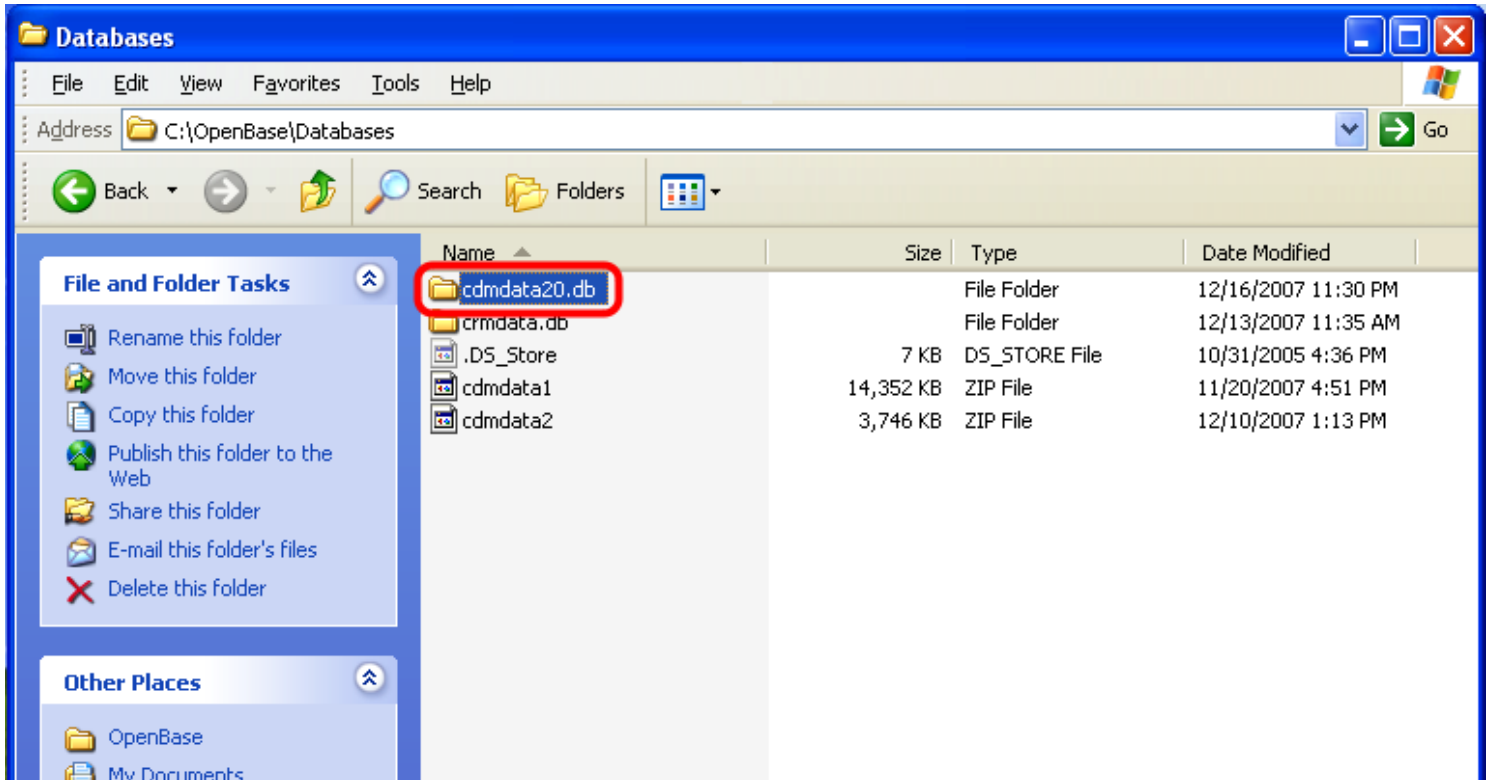 Databases
File Edit View Favorites Tools Help
Address C:\OpenBase\Databases Go
Back Search Folders
Name Size Type Date Modified
File and Folder Tasks
Rename this folder
Move this folder
Copy this folder
Publish this folder to the
Web
Share this folder
E-mail this folder's files
Delete this folder
Other Places
OpenBase
My Documents
cdmdata20.db File Folder 12/16/2007 11:30 PM
crmdata.db File Folder 12/13/2007 11:35 AM
.DS_Store 7 KB DS_STORE File 10/31/2005 4:36 PM
cdmdata1 14,352 KB ZIP File 11/20/2007 4:51 PM
cdmdata2 3,746 KB ZIP File 12/10/2007 1:13 PM